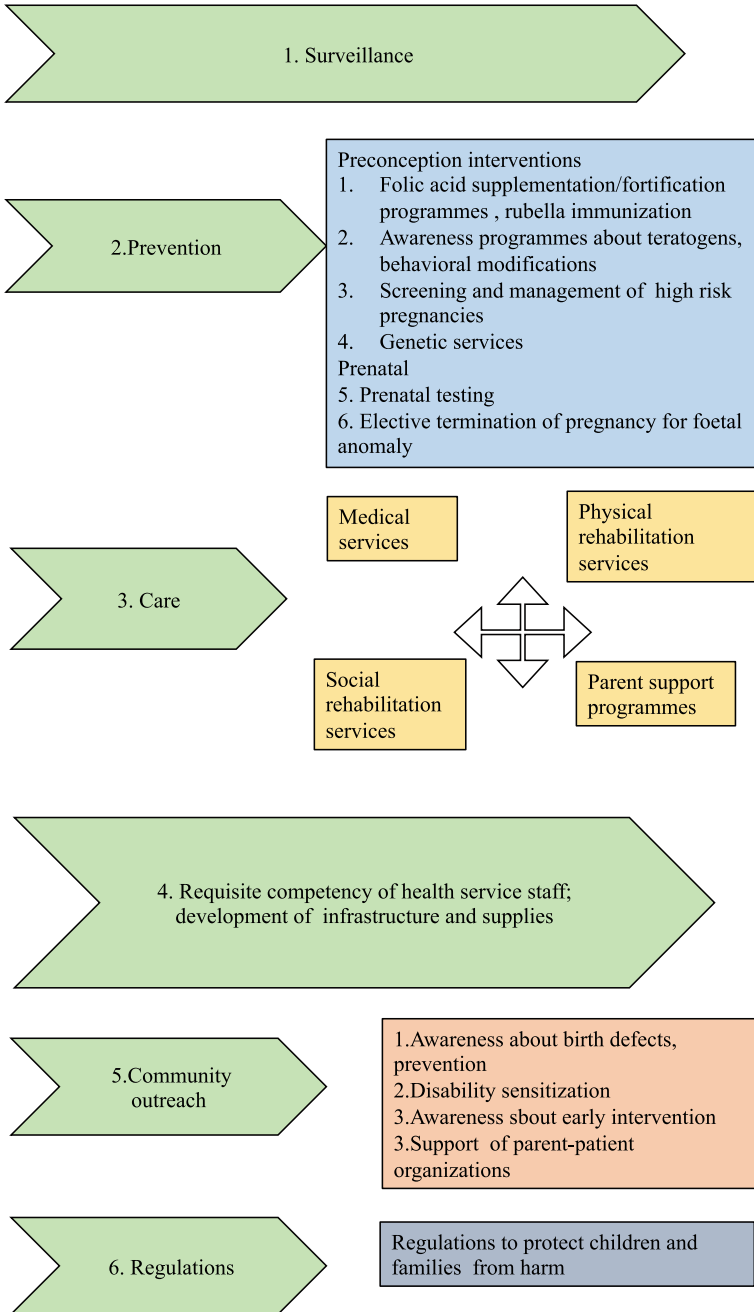 1. Surveillance
2.Prevention
Preconception interventions
1. Folic acid supplementation/fortification
programmes , rubella immunization
2. Awareness programmes about teratogens,
behavioral modifications
3. Screening and management of high risk
pregnancies
4. Genetic services
Prenatal
5. Prenatal testing
6. Elective termination of pregnancy for foetal
anomaly
3. Care
Medical
services
Physical
rehabilitation
services
Social
rehabilitation
services
Parent support
programmes
4. Requisite competency of health service staff;
development of infrastructure and supplies
5.Community
outreach
1.Awareness about birth defects,
prevention
2.Disability sensitization
3.Awareness sbout early intervention
3.Support of parent-patient
organizations
6. Regulations
Regulations to protect children and
families from harm